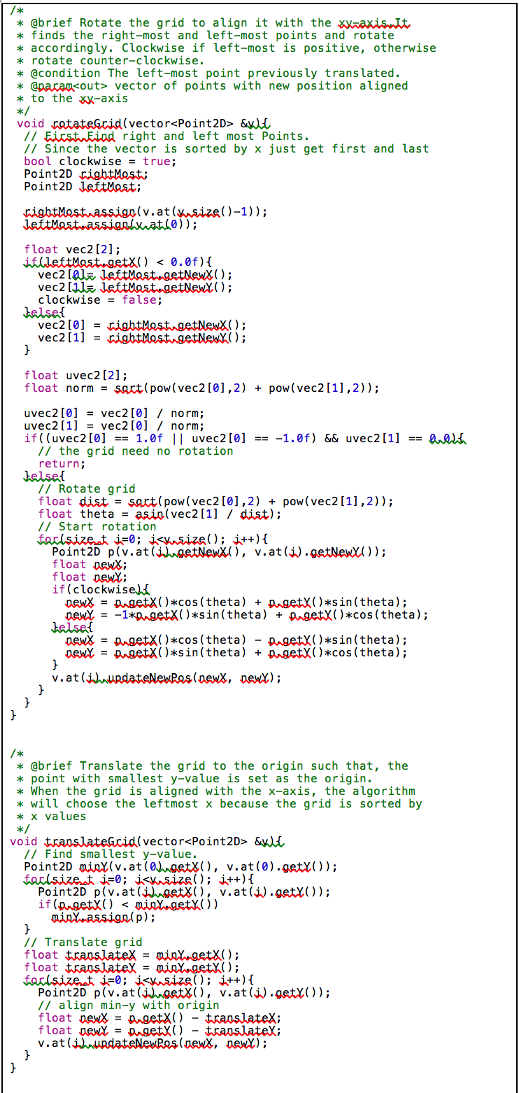 /*
 * @brief Rotate the grid to align it with the xy-axis.It
 * finds the right-most and left-most points and rotate
 * accordingly. Clockwise if left-most is positive, otherwise
 * rotate counter-clockwise.
 * @condition The left-most point previously translated.
 * @param<out> vector of points with new position aligned
 * to the xy-axis
 */
void rotateGrid(vector<Point2D> &v){
  // First Find right and left most Points.
  // Since the vector is sorted by x just get first and last
  bool clockwise = true;
  Point2D rightMost;
  Point2D leftMost;

  rightMost.assign(v.at(v.size()-1));
  leftMost.assign(v.at(0));

  float vec2[2];
  if(leftMost.getX() < 0.0f){
    vec2[0]= leftMost.getNewX();
    vec2[1]= leftMost.getNewY();
    clockwise = false;
  }else{
    vec2[0] = rightMost.getNewX();
    vec2[1] = rightMost.getNewY();
  }

  float uvec2[2];
  float norm = sqrt(pow(vec2[0],2) + pow(vec2[1],2));

  uvec2[0] = vec2[0] / norm;
  uvec2[1] = vec2[0] / norm;
  if((uvec2[0] == 1.0f || uvec2[0] == -1.0f) && uvec2[1] == 0.0){
    // the grid need no rotation
    return;
  }else{
    // Rotate grid
    float dist = sqrt(pow(vec2[0],2) + pow(vec2[1],2));
    float theta = asin(vec2[1] / dist);
    // Start rotation
    for(size_t i=0; i<v.size(); i++){
      Point2D p(v.at(i).getNewX(), v.at(i).getNewY());
      float newX;
      float newY;
      if(clockwise){
        newX = p.getX()*cos(theta) + p.getY()*sin(theta);
        newY = -1*p.getX()*sin(theta) + p.getY()*cos(theta);
      }else{
        newX = p.getX()*cos(theta) - p.getY()*sin(theta);
        newY = p.getX()*sin(theta) + p.getY()*cos(theta);
      }
      v.at(i).updateNewPos(newX, newY);
    }
  }
}

/*
 * @brief Translate the grid to the origin such that, the
 * point with smallest y-value is set as the origin.
 * When the grid is aligned with the x-axis, the algorithm
 * will choose the leftmost x because the grid is sorted by
 * x values
 */
void translateGrid(vector<Point2D> &v){
  // Find smallest y-value.
  Point2D minY(v.at(0).getX(), v.at(0).getY());
  for(size_t i=0; i<v.size(); i++){
    Point2D p(v.at(i).getX(), v.at(i).getY());
    if(p.getY() < minY.getY())
      minY.assign(p);
  }
  // Translate grid
  float translateX = minY.getX();
  float translateY = minY.getY();
  for(size_t i=0; i<v.size(); i++){
    Point2D p(v.at(i).getX(), v.at(i).getY());
    // align min-y with origin
    float newX = p.getX() - translateX;
    float newY = p.getY() - translateY;
    v.at(i).updateNewPos(newX, newY);
  }
}